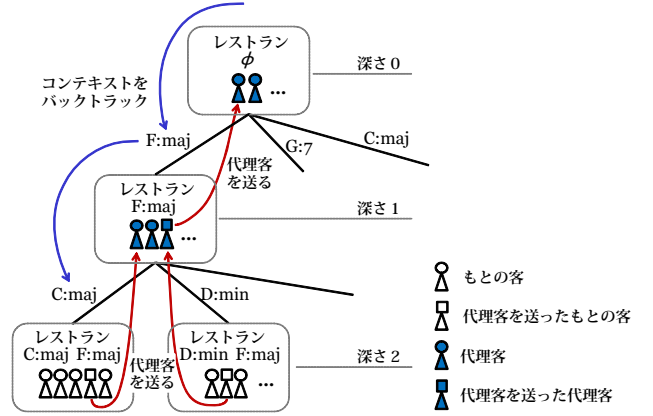 レストラン
φ
深さ0
コンテキストを
バックトラック
F:maj
G:7
C:maj
代理客
を送る
レストラン
F:maj
深さ1
C:maj
D:min
レストラン
C:maj F:maj
代理客
を送る
レストラン
D:min F:maj
深さ2
もとの客
代理客を送ったもとの客
代理客
代理客を送った代理客